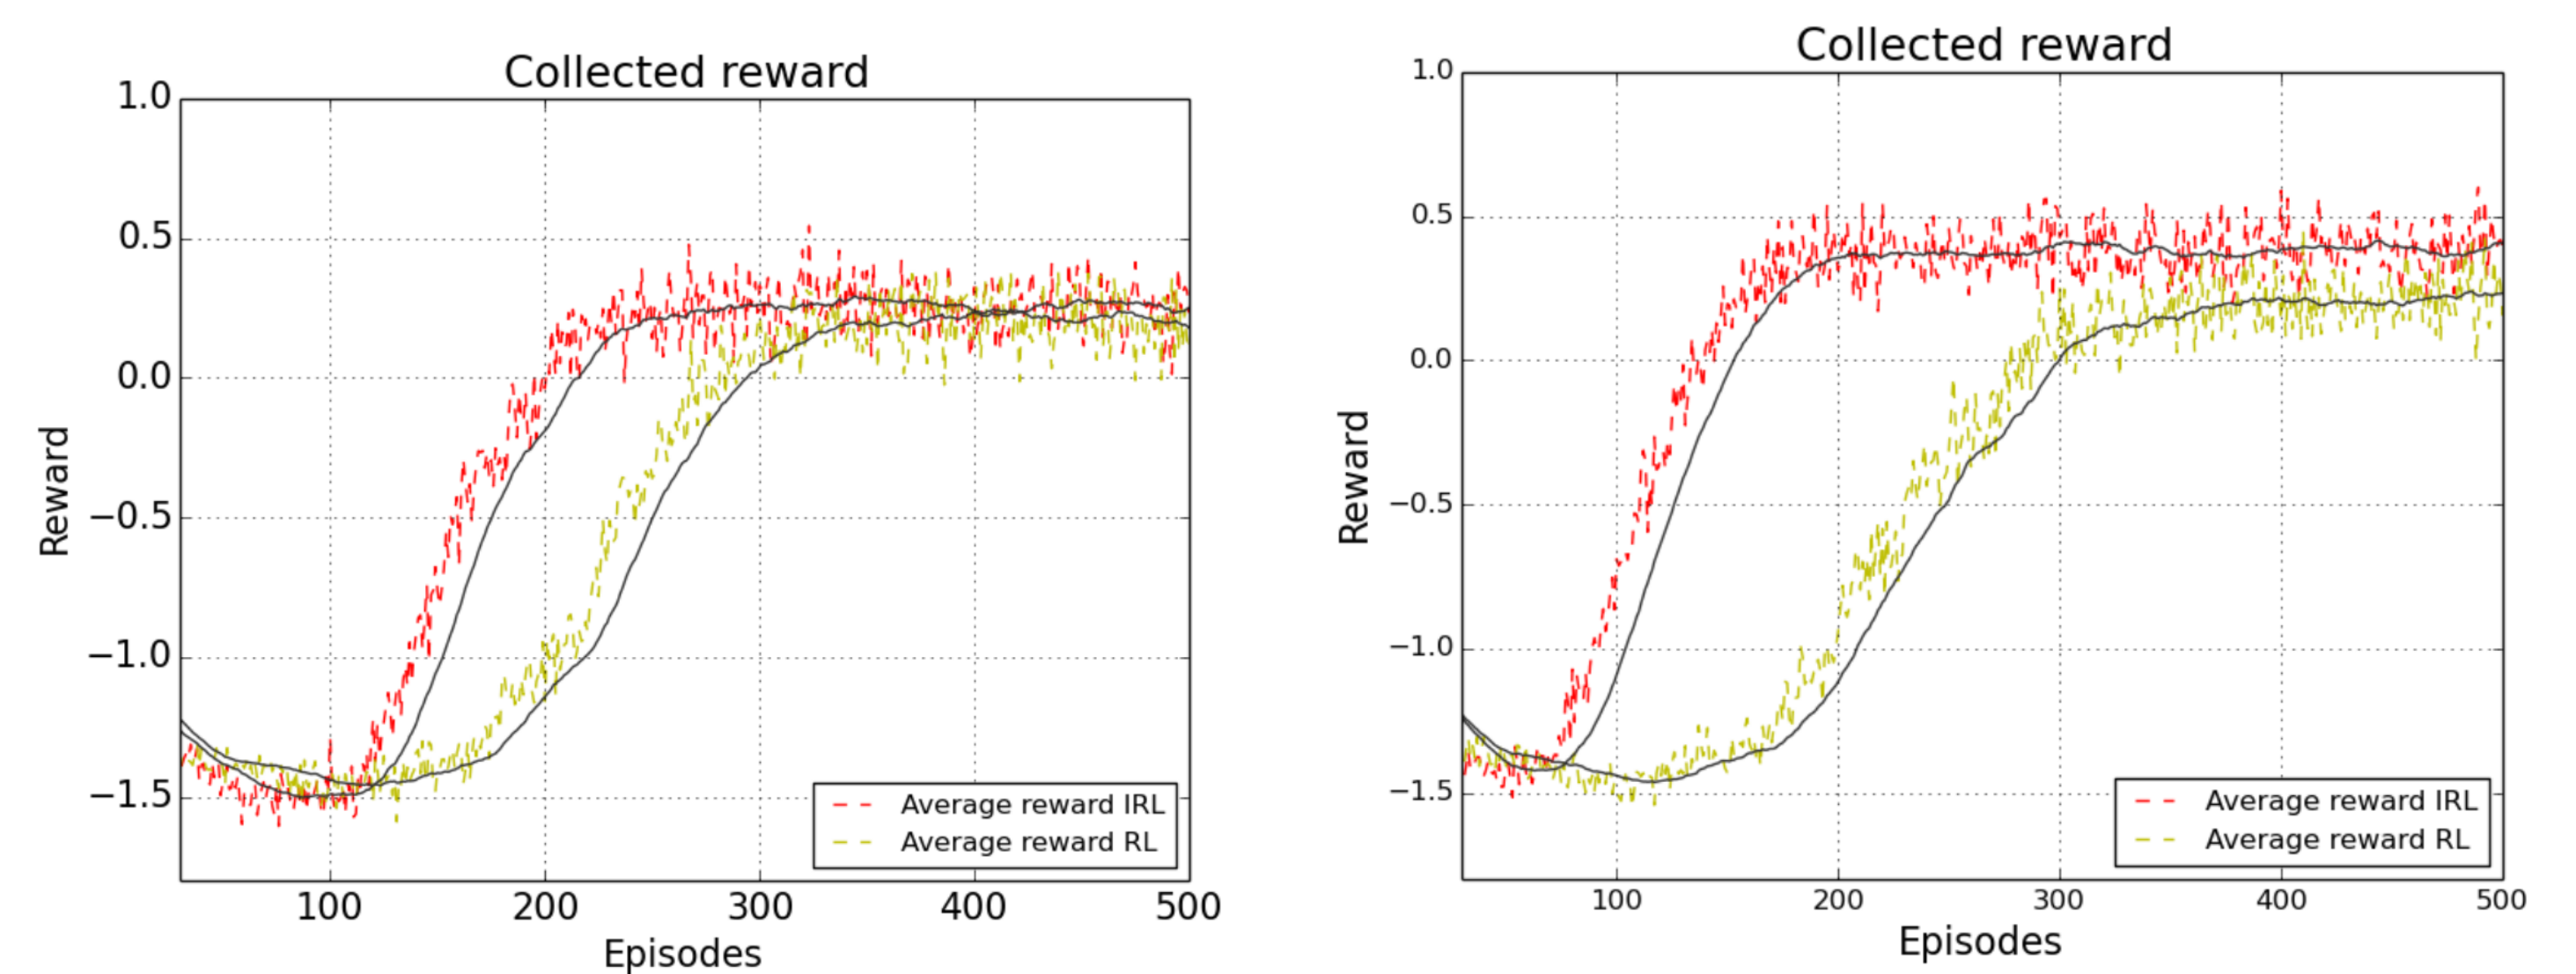 Collected reward
1.0
0.5
0.0
−0.5
−1.0
−1.5
Reward
100 200 300 400 500
Episodes
Average reward IRL
Average reward RL
Collected reward
1.0
0.5
0.0
−0.5
−1.0
−1.5
Reward
100 200 300 400 500
Episodes
Average reward IRL
Average reward RL